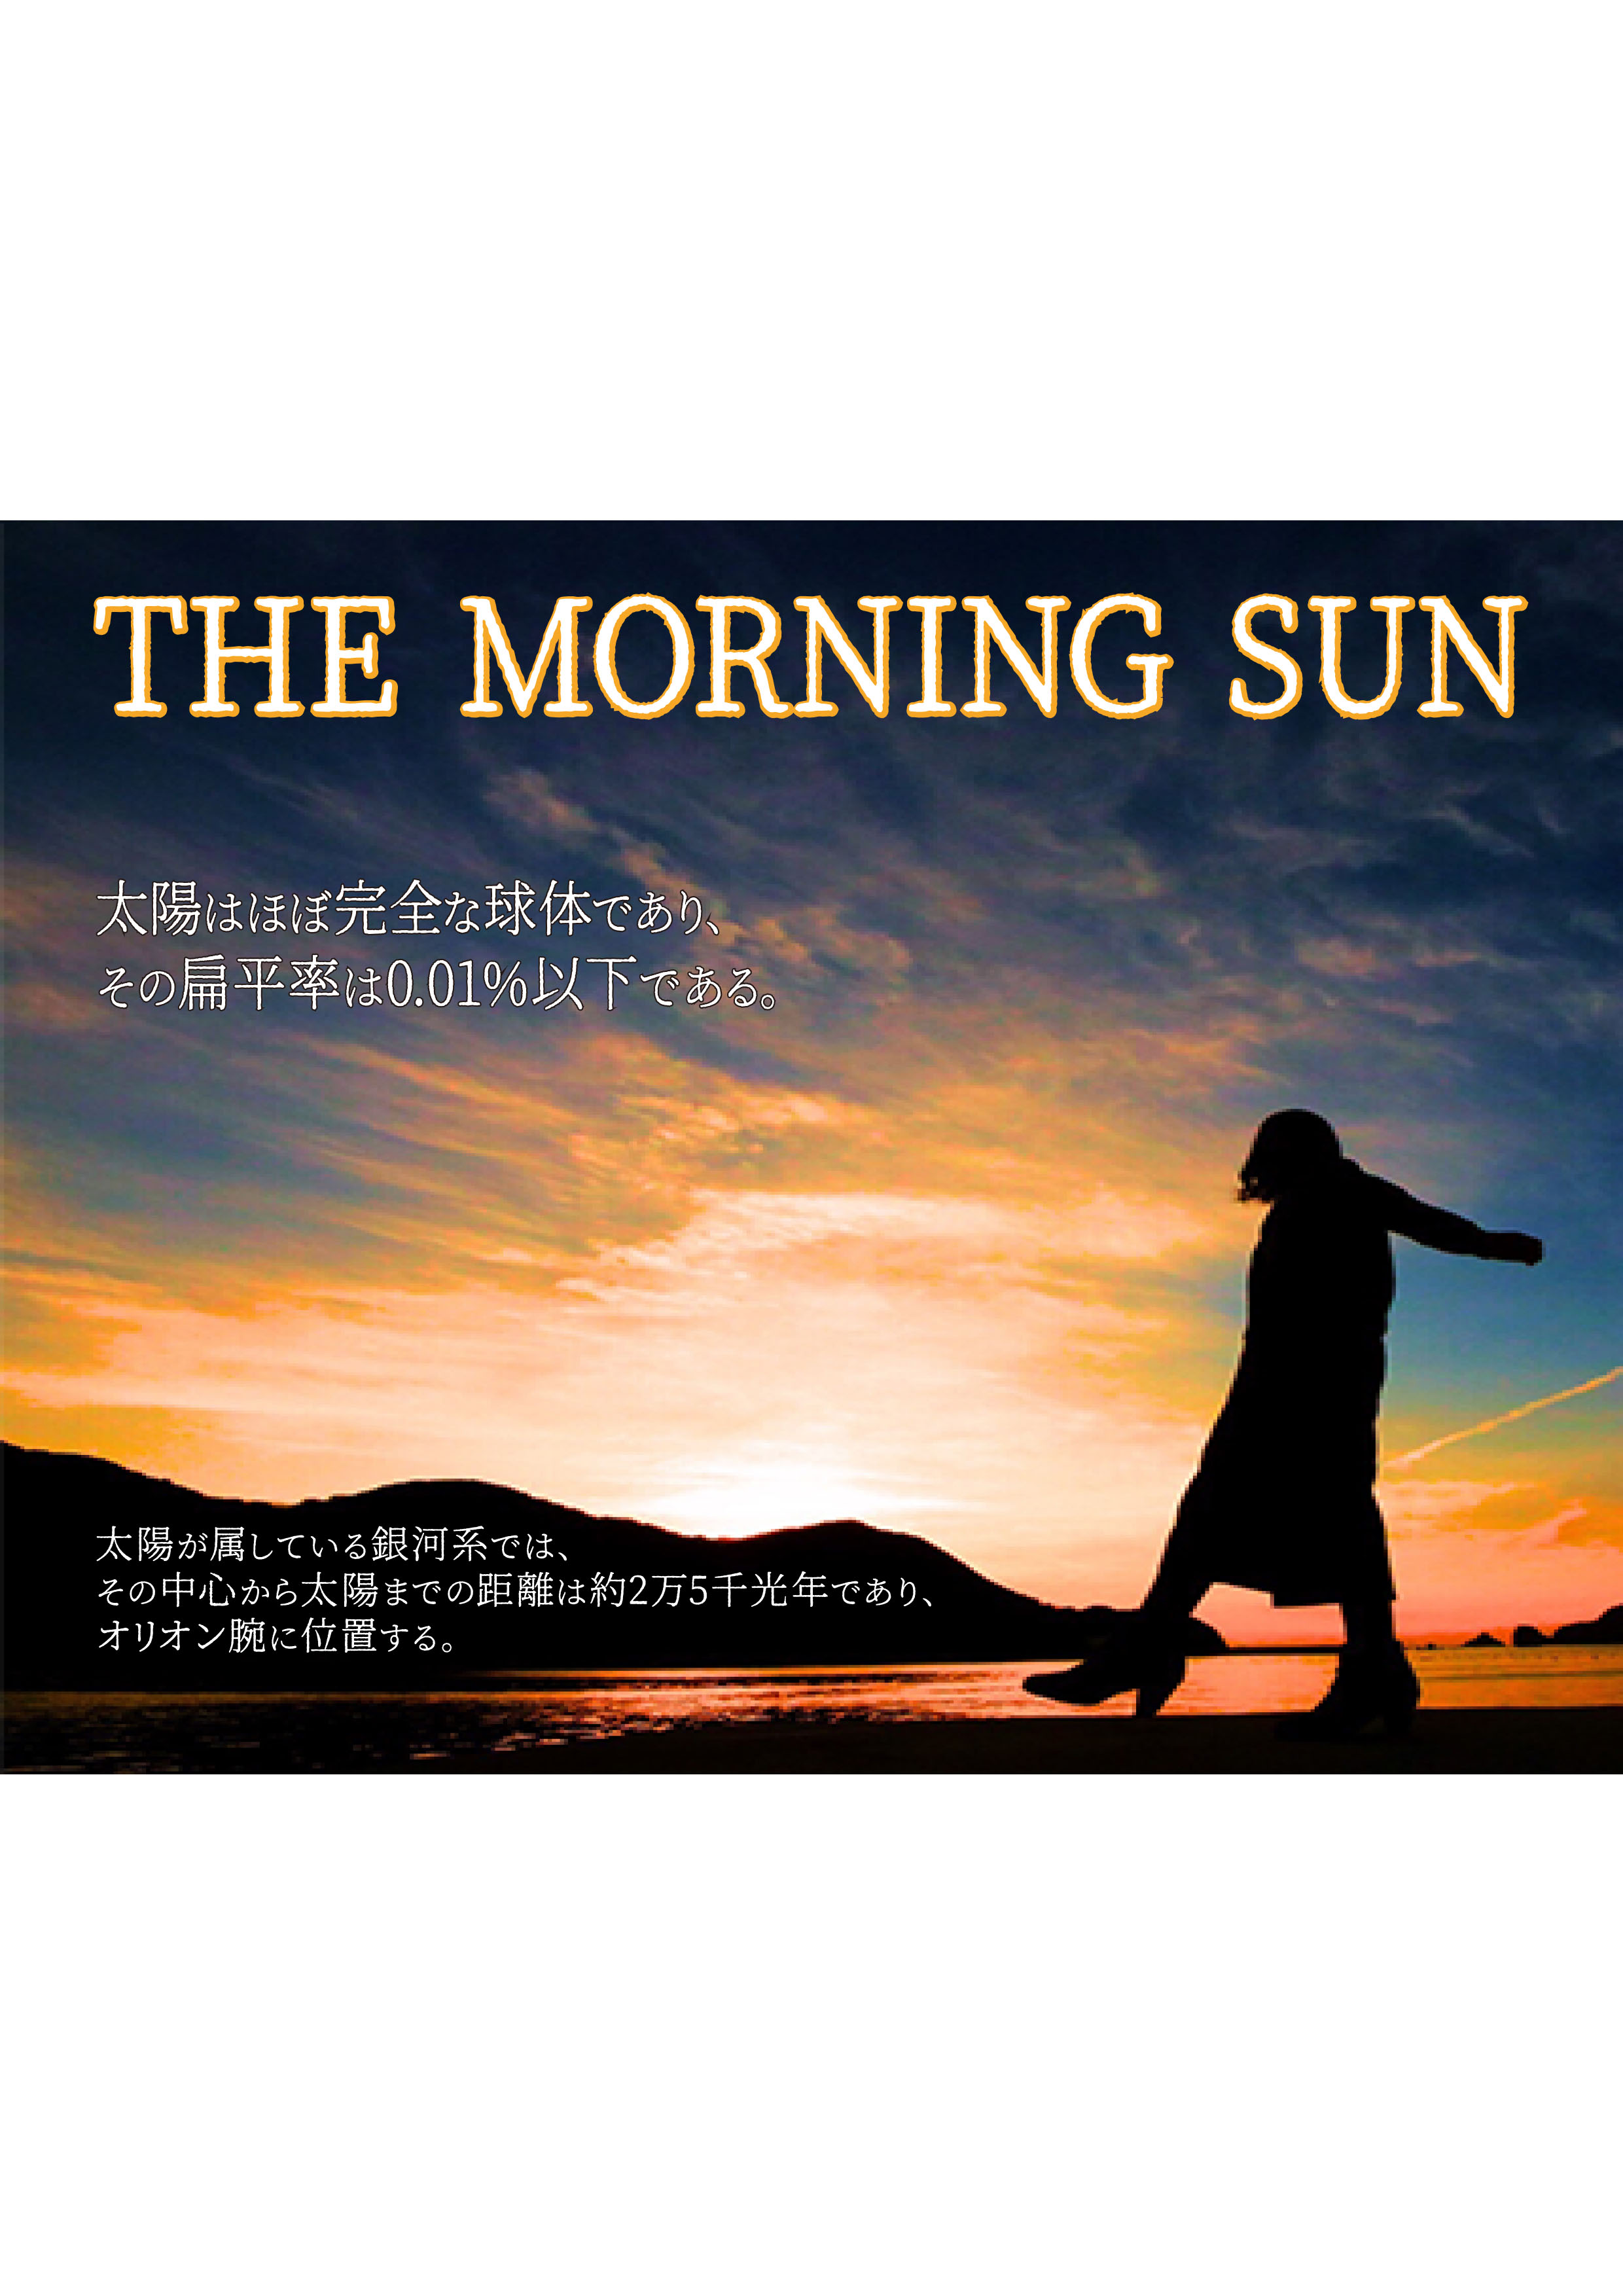 THE MORNING SUN
太陽はほぼ完全な球体であり、
その扁平率は0.01%以下である。
太陽が属している銀河系では、
その中心から太陽までの距離は約2万5千光年であり、
オリオン腕に位置する。